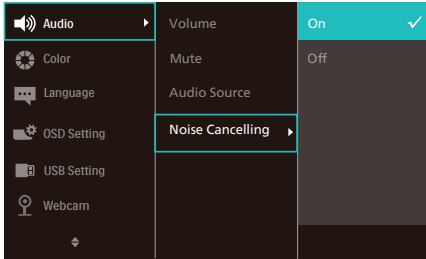 Audio
Color
Language
OSD Setting
USB Setting
Webcam
Volume
Mute
Audio Source
Noise Cancelling
On
Off